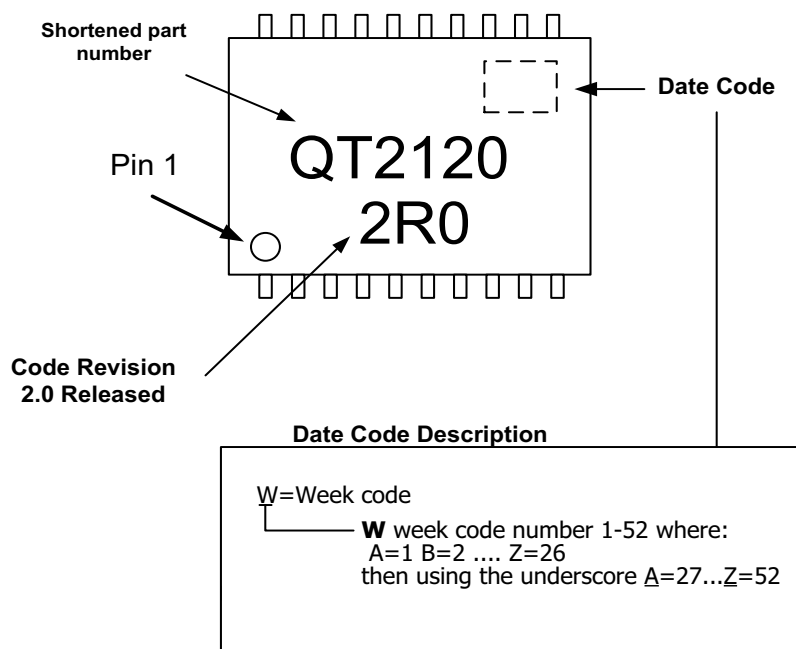 Shortened part
number
Date Code
QT2120
Pin 1
2R0
Code Revision
2.0 Released
Date Code Description
W=Week code
W week code number 1-52 where:
A=1 B=2 .... Z=26
then using the underscore A=27...Z=52